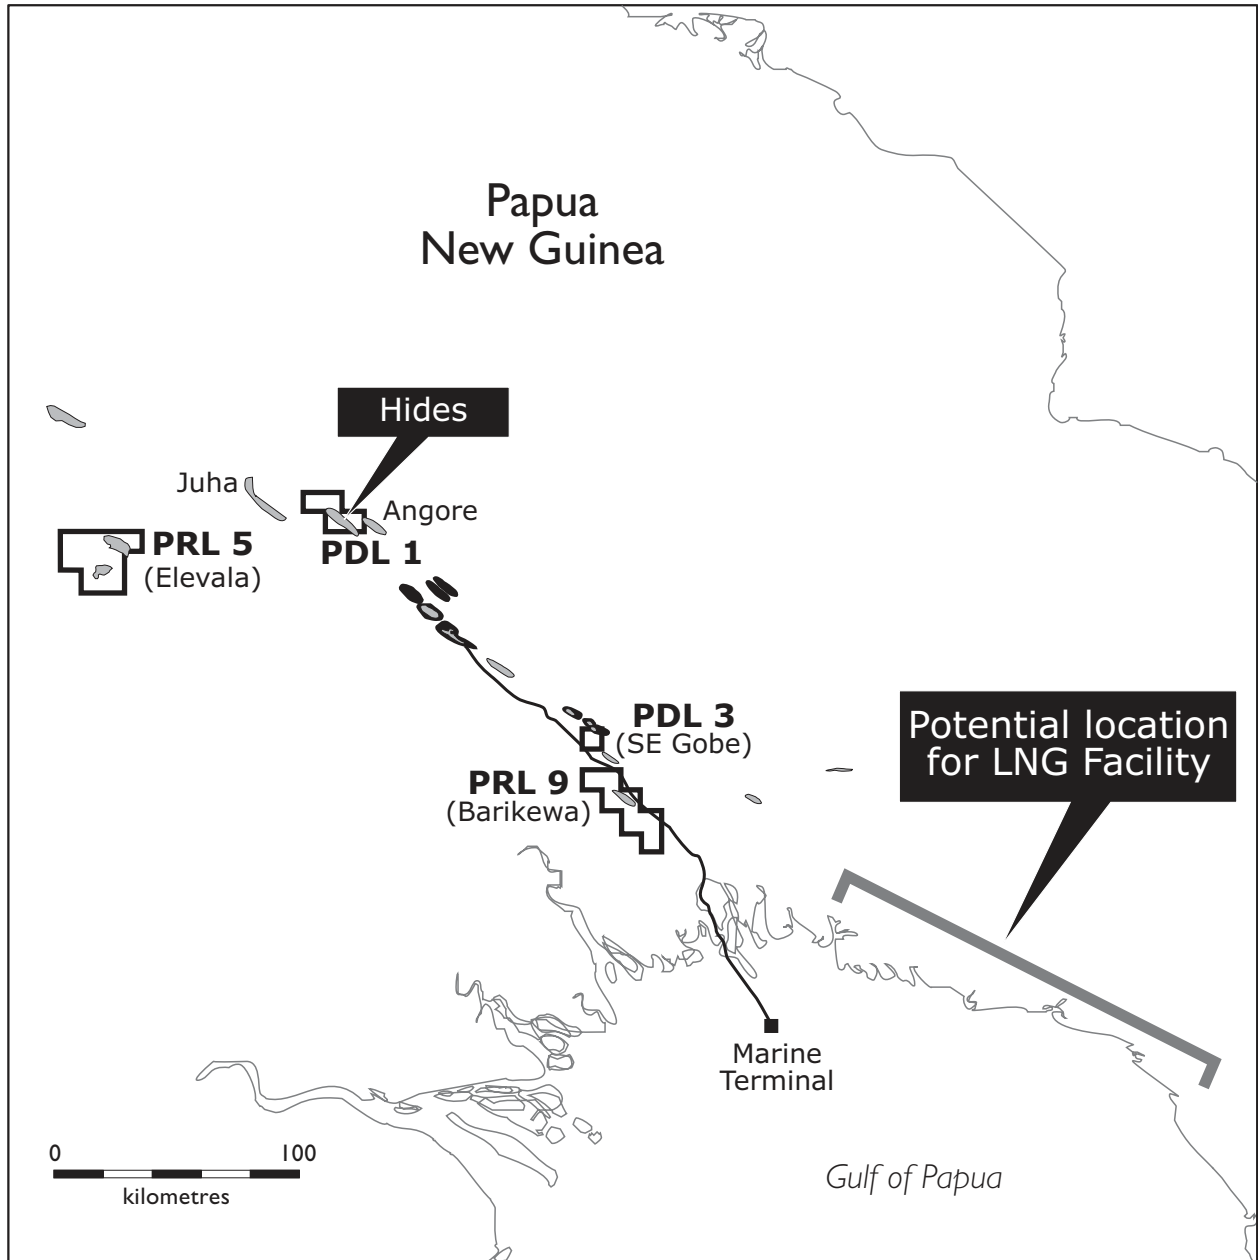 Papua
New Guinea
Hides
Juha
Angore
PRL 5
(Elevala)
PDL 1
PDL 3
(SE Gobe)
Potential location
for LNG Facility
PRL 9
(Barikewa)
Marine
Terminal
0 100
kilometres
Gulf of Papua